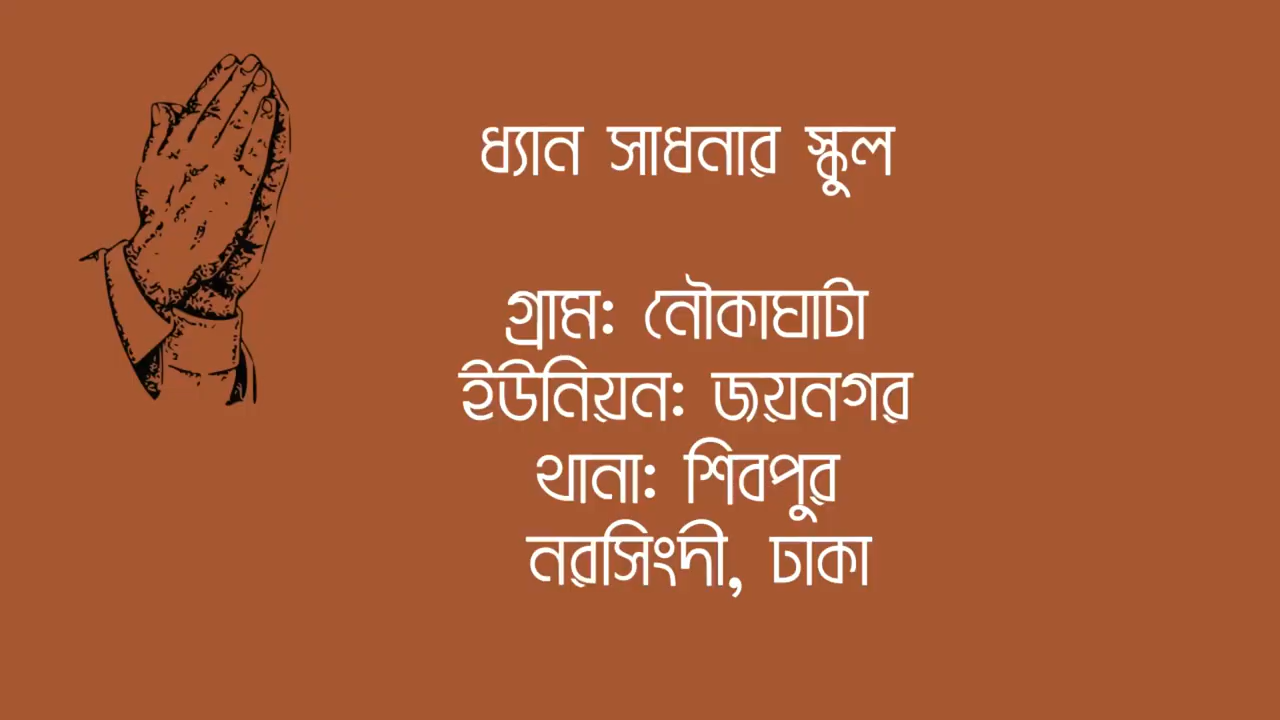 ধ্যান সাধনার স্কুল
গ্রাম: নৌকাঘাটা
ইউনিয়ন: জয়নগর
থানা: শিবপুর
নরসিংদী, ঢাকা